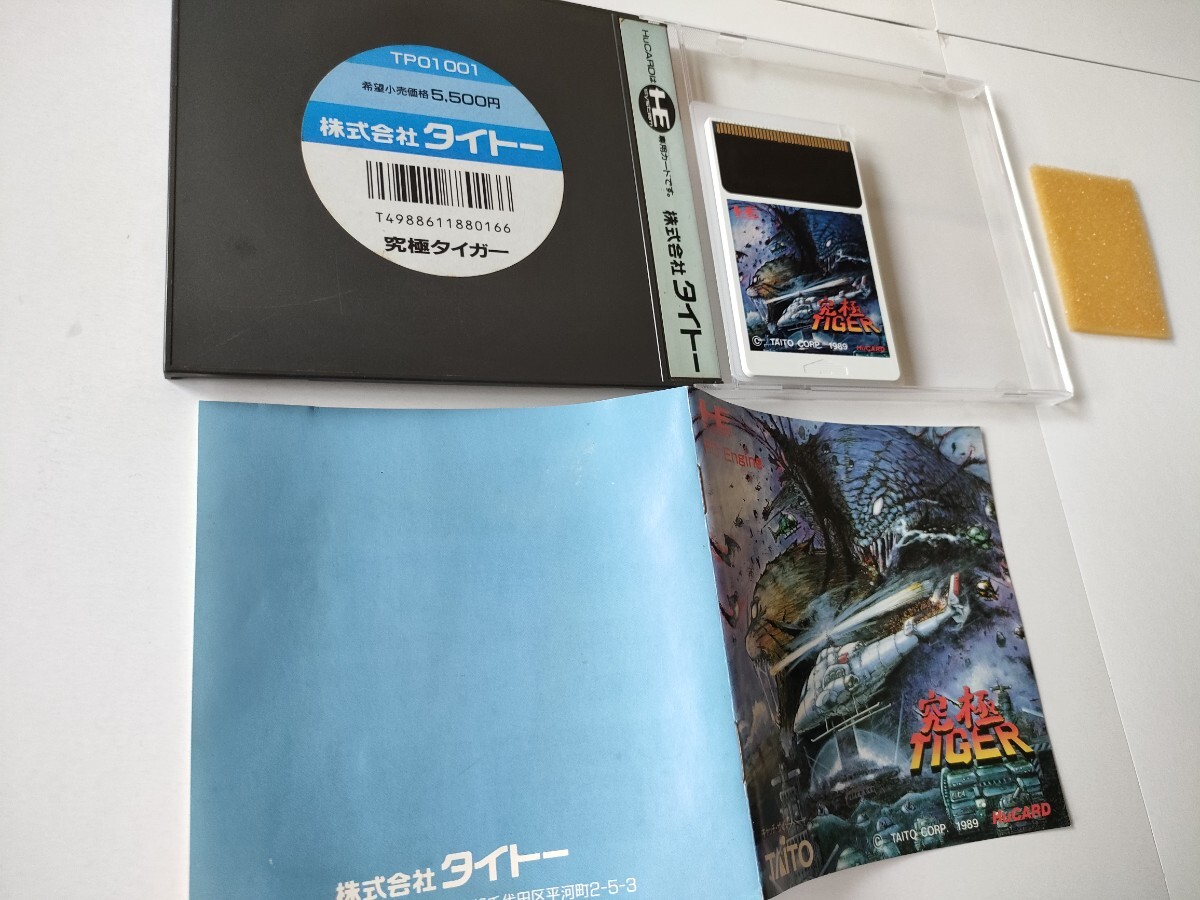 TP01001
希望小売価格 5,500円
株式会社 タイトー
T4988611880166
究極タイガー
HuCARDは
専用カードです。
株式会社 タイトー
究極
TIGER
© TAITO CORP. 1989
HuCARD
Engine
究極
TIGER
HuCARD
© TAITO CORP. 1989
TAITO
株式会社 タイトー
千代田区平河町2-5-3